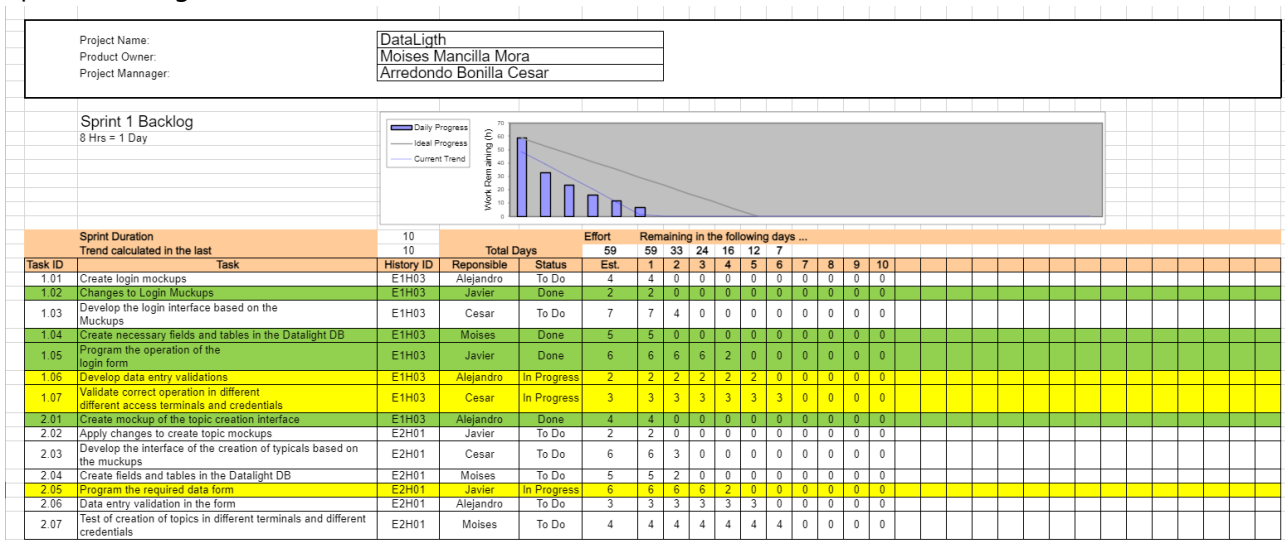 Project Name: DataLigth
Product Owner: Moises Mancilla Mora
Project Mannager: Arredondo Bonilla Cesar
Sprint 1 Backlog
8 Hrs = 1 Day
Daily Progress
Ideal Progress
Current Trend
Work Remaining (h)
70
60
50
40
30
20
10
0
Sprint Duration 10 Effort Remaining in the following days ...
Trend calculated in the last 10 Total Days 59 59 33 24 16 12 7
Task ID Task History ID Reponsible Status Est. 1 2 3 4 5 6 7 8 9 10
1.01 Create login mockups E1H03 Alejandro To Do 4 4 0 0 0 0 0 0 0 0 0
1.02 Changes to Login Muckups E1H03 Javier Done 2 2 0 0 0 0 0 0 0 0 0
1.03 Develop the login interface based on the
Muckups E1H03 Cesar To Do 7 7 4 0 0 0 0 0 0 0 0
1.04 Create necessary fields and tables in the Datalight DB E1H03 Moises Done 5 5 0 0 0 0 0 0 0 0 0
1.05 Program the operation of the
login form E1H03 Javier Done 6 6 6 6 2 0 0 0 0 0 0
1.06 Develop data entry validations E1H03 Alejandro In Progress 2 2 2 2 2 2 0 0 0 0 0
1.07 Validate correct operation in different
different access terminals and credentials E1H03 Cesar In Progress 3 3 3 3 3 3 3 0 0 0 0
2.01 Create mockup of the topic creation interface E1H03 Alejandro Done 4 4 0 0 0 0 0 0 0 0 0
2.02 Apply changes to create topic mockups E2H01 Javier To Do 2 2 0 0 0 0 0 0 0 0 0
2.03 Develop the interface of the creation of typicals based on
the muckups E2H01 Cesar To Do 6 6 3 0 0 0 0 0 0 0 0
2.04 Create fields and tables in the Datalight DB E2H01 Moises To Do 5 5 2 0 0 0 0 0 0 0 0
2.05 Program the required data form E2H01 Javier In Progress 6 6 6 6 2 0 0 0 0 0 0
2.06 Data entry validation in the form E2H01 Alejandro To Do 3 3 3 3 3 3 0 0 0 0 0
2.07 Test of creation of topics in different terminals and different
credentials E2H01 Moises To Do 4 4 4 4 4 4 4 0 0 0 0